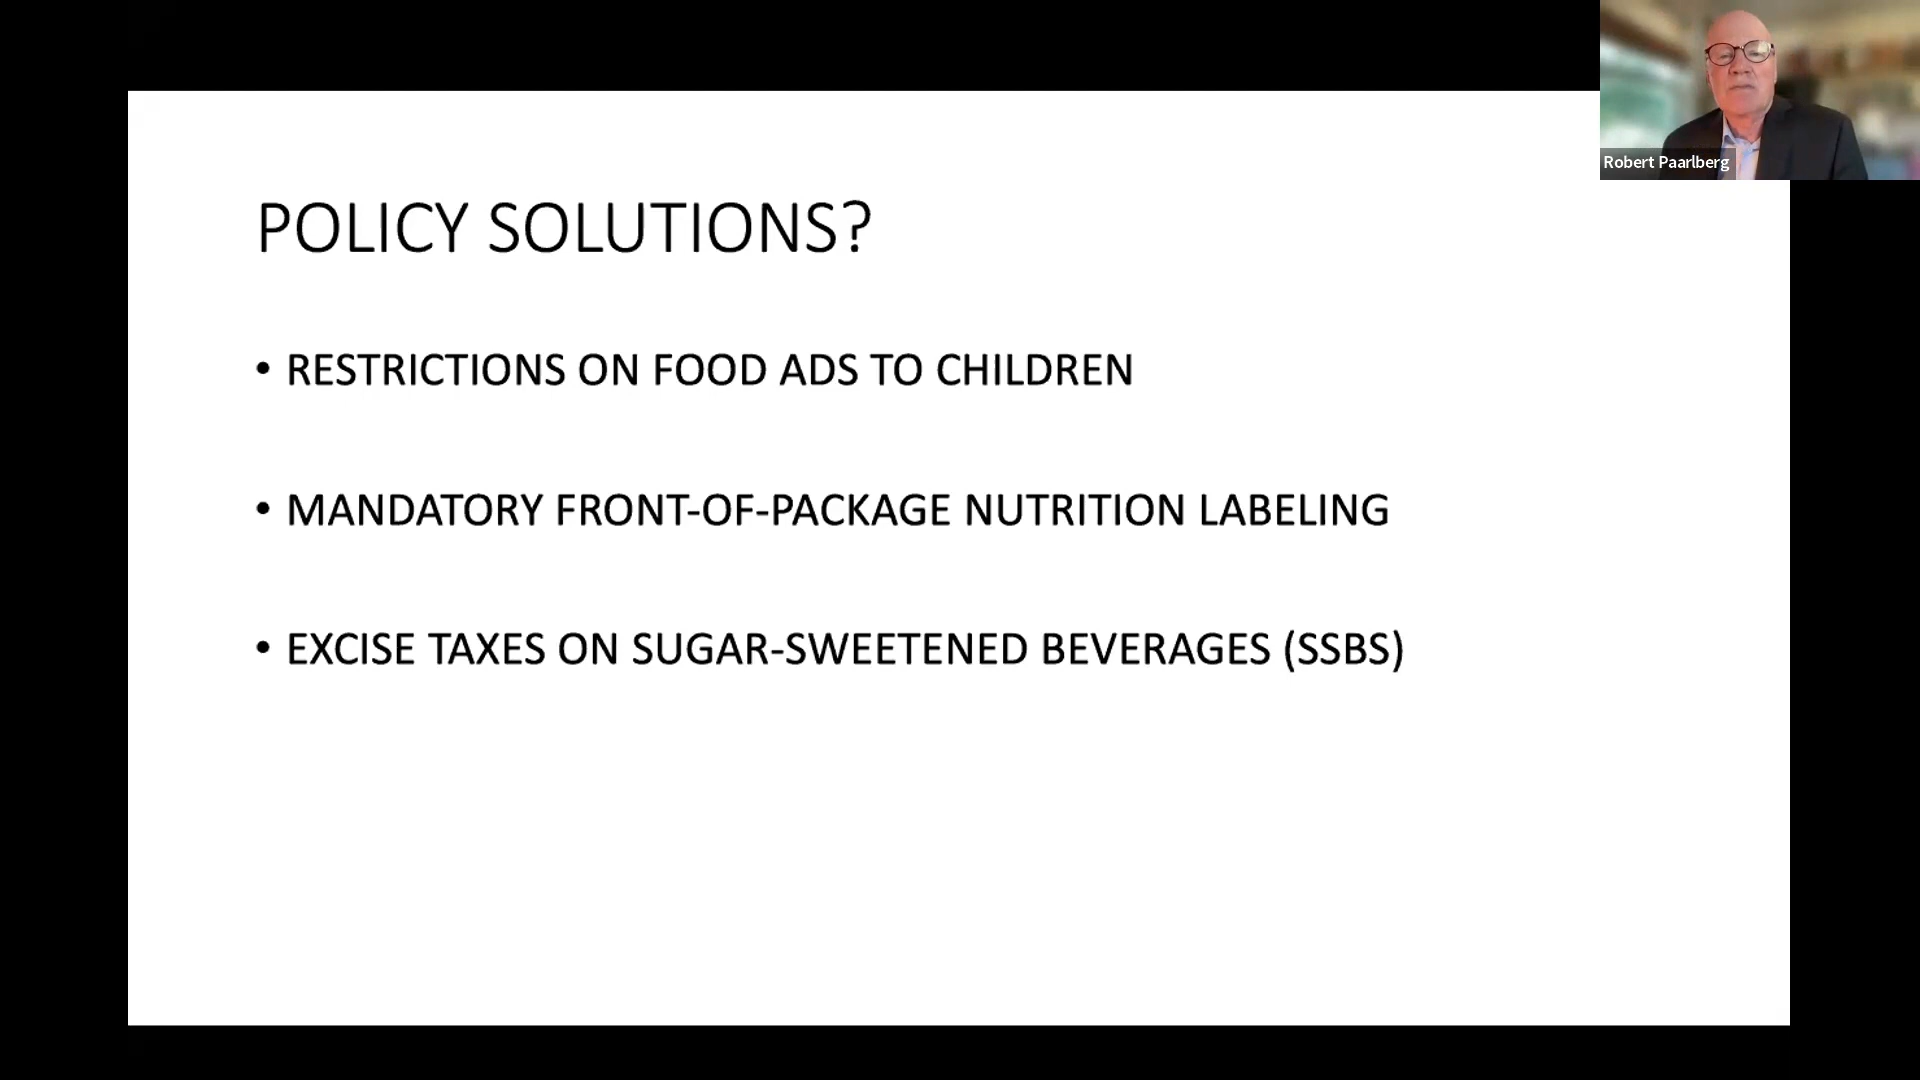 Robert Paarlberg
POLICY SOLUTIONS?
• RESTRICTIONS ON FOOD ADS TO CHILDREN
• MANDATORY FRONT-OF-PACKAGE NUTRITION LABELING
• EXCISE TAXES ON SUGAR-SWEETENED BEVERAGES (SSBS)